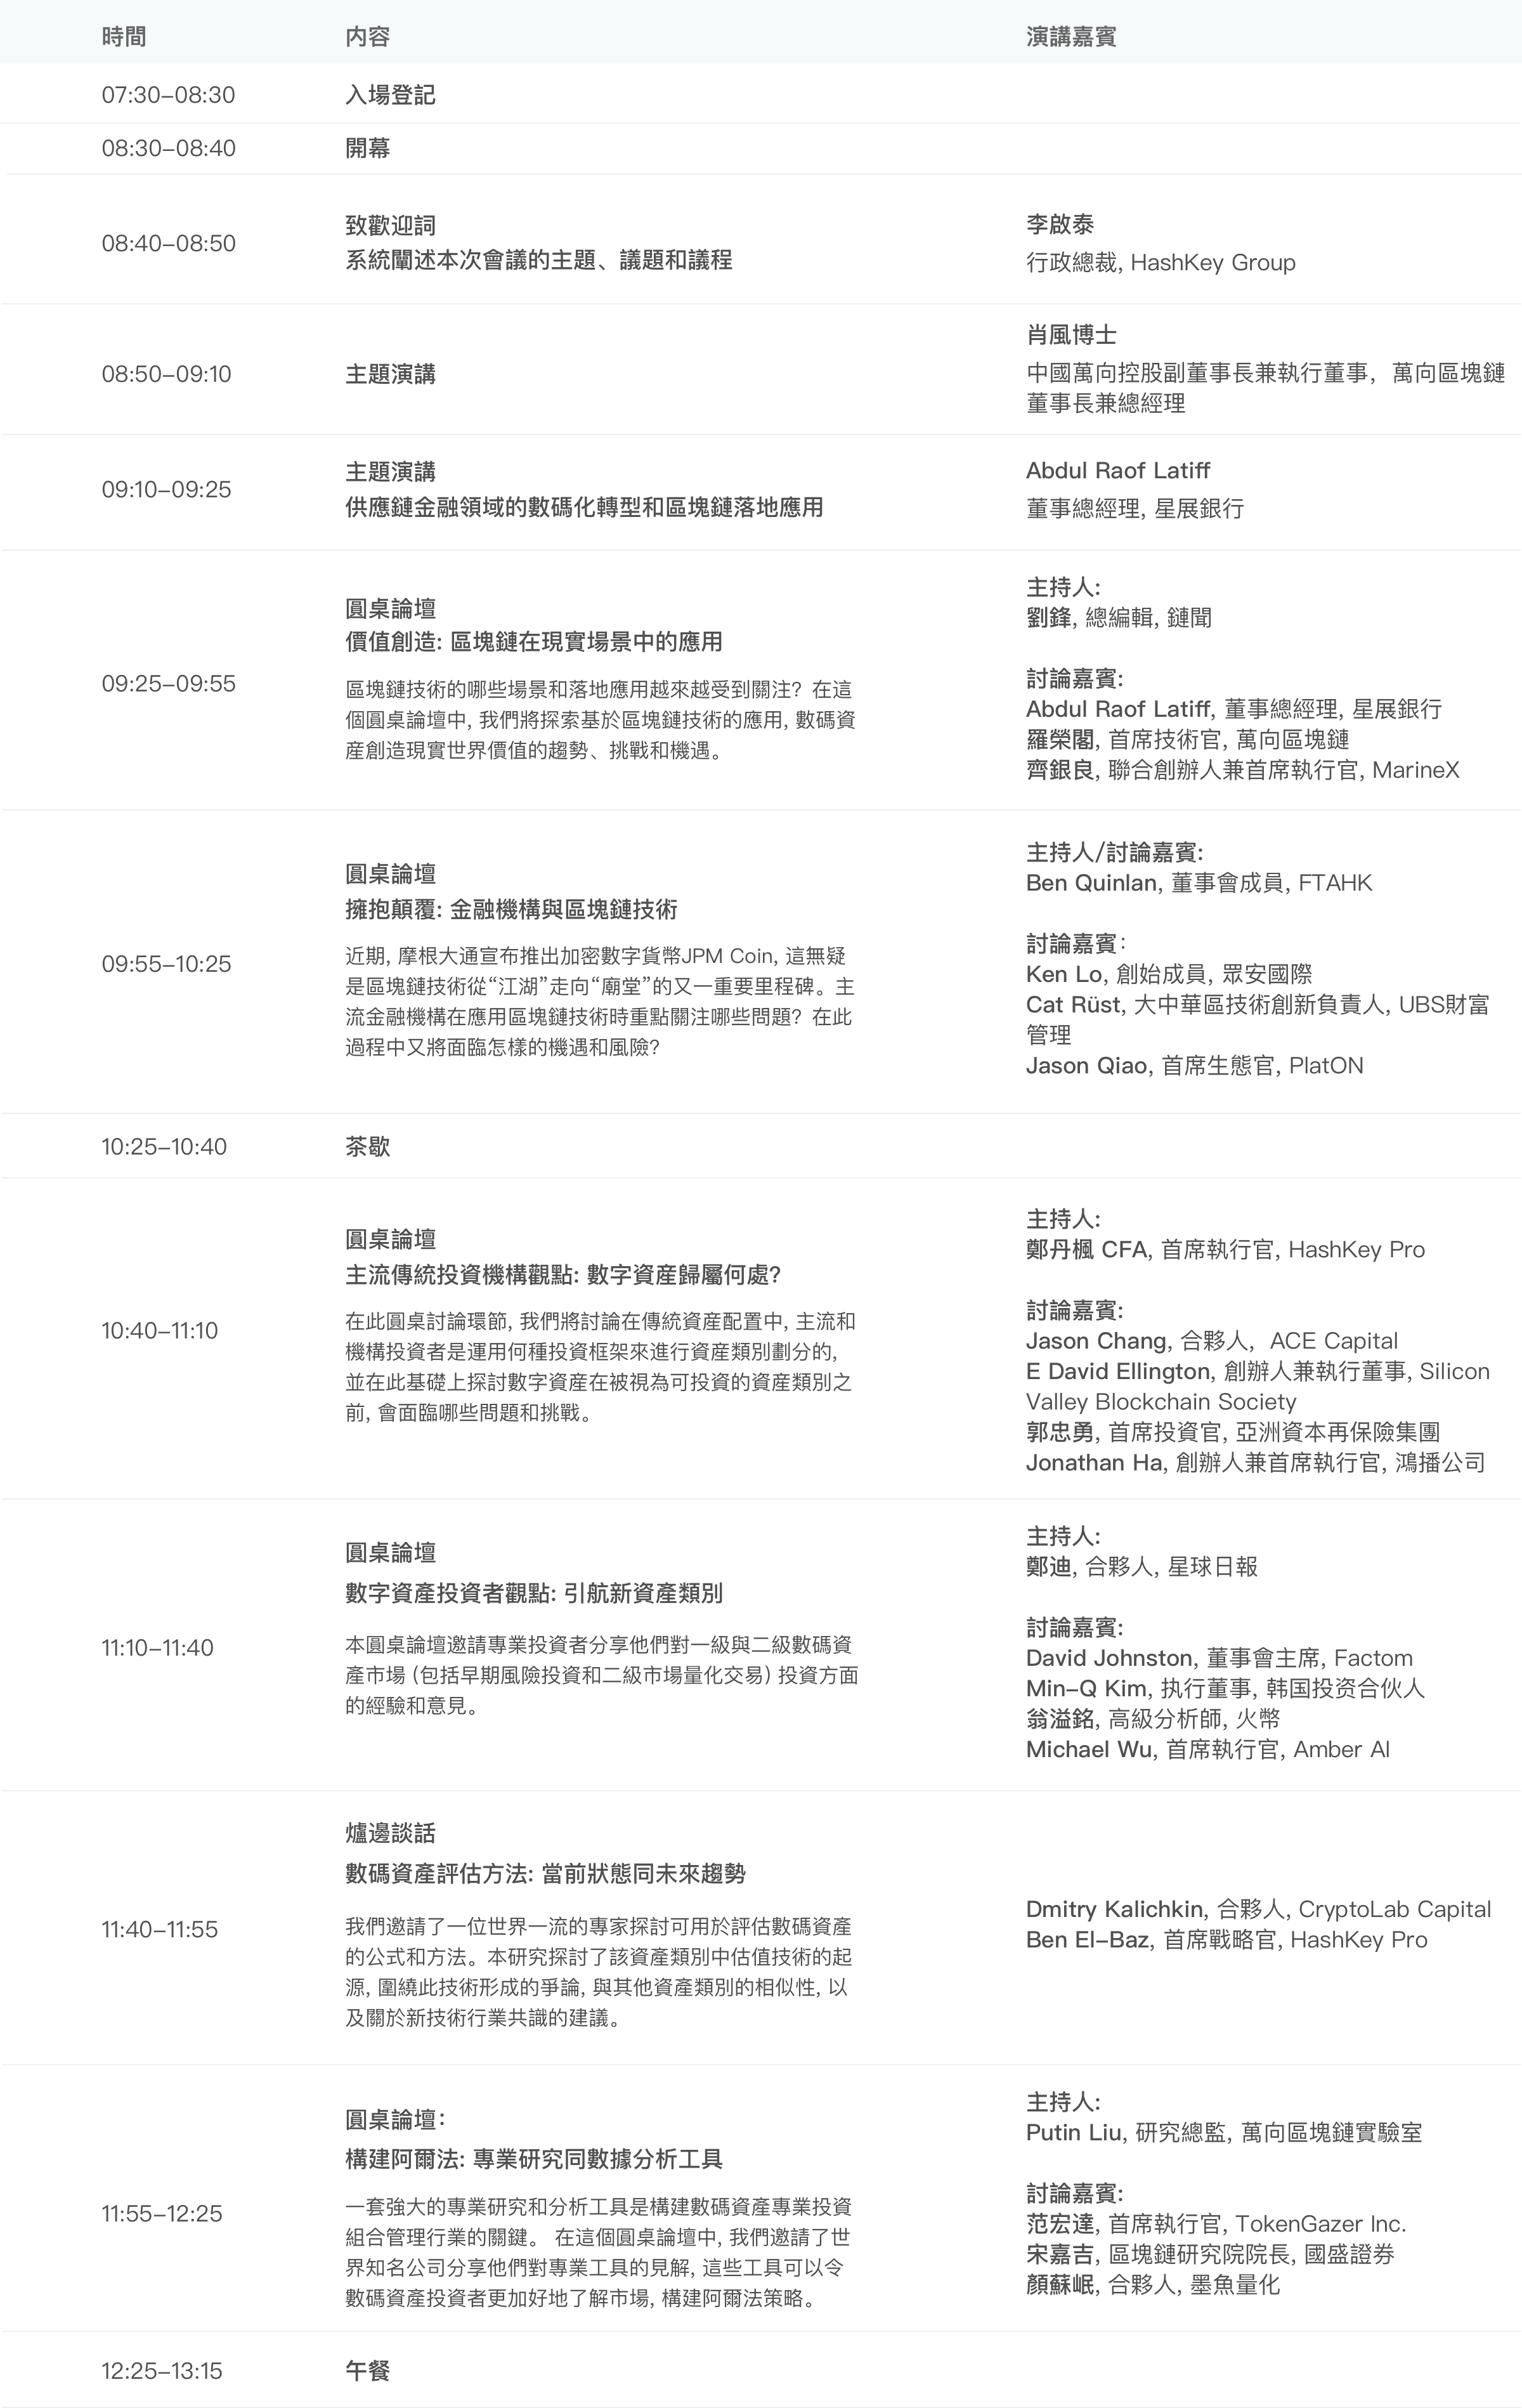 時間 內容 演講嘉賓
07:30–08:30 入場登記
08:30–08:40 開幕
08:40–08:50
致歡迎詞
系統闡述本次會議的主題、議題和議程
李啟泰
行政總裁, HashKey Group
08:50–09:10
主題演講
肖風博士
中國萬向控股副董事長兼執行董事，萬向區塊鏈
董事長兼總經理
09:10–09:25
主題演講
供應鏈金融領域的數碼化轉型和區塊鏈落地應用
Abdul Raof Latiff
董事總經理, 星展銀行
09:25–09:55
圓桌論壇
價值創造: 區塊鏈在現實場景中的應用
區塊鏈技術的哪些場景和落地應用越來越受到關注？在這
個圓桌論壇中, 我們將探索基於區塊鏈技術的應用, 數碼資
産創造現實世界價值的趨勢、挑戰和機遇。
主持人:
劉鋒, 總編輯, 鏈聞
討論嘉賓:
Abdul Raof Latiff, 董事總經理, 星展銀行
羅榮閣, 首席技術官, 萬向區塊鏈
齊銀良, 聯合創辦人兼首席執行官, MarineX
09:55–10:25
圓桌論壇
擁抱顛覆: 金融機構與區塊鏈技術
近期, 摩根大通宣布推出加密數字貨幣JPM Coin, 這無疑
是區塊鏈技術從“江湖”走向“廟堂”的又一重要里程碑。主
流金融機構在應用區塊鏈技術時重點關注哪些問題？在此
過程中又將面臨怎樣的機遇和風險?
主持人/討論嘉賓:
Ben Quinlan, 董事會成員, FTAHK
討論嘉賓：
Ken Lo, 創始成員, 眾安國際
Cat Rüst, 大中華區技術創新負責人, UBS財富
管理
Jason Qiao, 首席生態官, PlatON
10:25–10:40 茶歇
10:40–11:10
圓桌論壇
主流傳統投資機構觀點: 數字資産歸屬何處?
在此圓桌討論環節, 我們將討論在傳統資産配置中, 主流和
機構投資者是運用何種投資框架來進行資産類別劃分的,
並在此基礎上探討數字資産在被視為可投資的資産類別之
前, 會面臨哪些問題和挑戰。
主持人:
鄭丹楓 CFA, 首席執行官, HashKey Pro
討論嘉賓:
Jason Chang, 合夥人, ACE Capital
E David Ellington, 創辦人兼執行董事, Silicon
Valley Blockchain Society
郭忠勇, 首席投資官, 亞洲資本再保險集團
Jonathan Ha, 創辦人兼首席執行官, 鴻播公司
11:10–11:40
圓桌論壇
數字資產投資者觀點: 引航新資產類別
本圓桌論壇邀請專業投資者分享他們對一級與二級數碼資
產市場 (包括早期風險投資和二級市場量化交易) 投資方面
的經驗和意見。
主持人:
鄭迪, 合夥人, 星球日報
討論嘉賓:
David Johnston, 董事會主席, Factom
Min–Q Kim, 执行董事, 韩国投资合伙人
翁溢銘, 高級分析師, 火幣
Michael Wu, 首席執行官, Amber AI
11:40–11:55
爐邊談話
數碼資產評估方法: 當前狀態同未來趨勢
我們邀請了一位世界一流的專家探討可用於評估數碼資產
的公式和方法。本研究探討了該資產類別中估值技術的起
源, 圍繞此技術形成的爭論, 與其他資產類別的相似性, 以
及關於新技術行業共識的建議。
Dmitry Kalichkin, 合夥人, CryptoLab Capital
Ben El–Baz, 首席戰略官, HashKey Pro
11:55–12:25
圓桌論壇：
構建阿爾法: 專業研究同數據分析工具
一套強大的專業研究和分析工具是構建數碼資產專業投資
組合管理行業的關鍵。 在這個圓桌論壇中, 我們邀請了世
界知名公司分享他們對專業工具的見解, 這些工具可以令
數碼資產投資者更加好地了解市場, 構建阿爾法策略。
主持人:
Putin Liu, 研究總監, 萬向區塊鏈實驗室
討論嘉賓:
范宏達, 首席執行官, TokenGazer Inc.
宋嘉吉, 區塊鏈研究院院長, 國盛證券
顏蘇岷, 合夥人, 墨魚量化
12:25–13:15 午餐